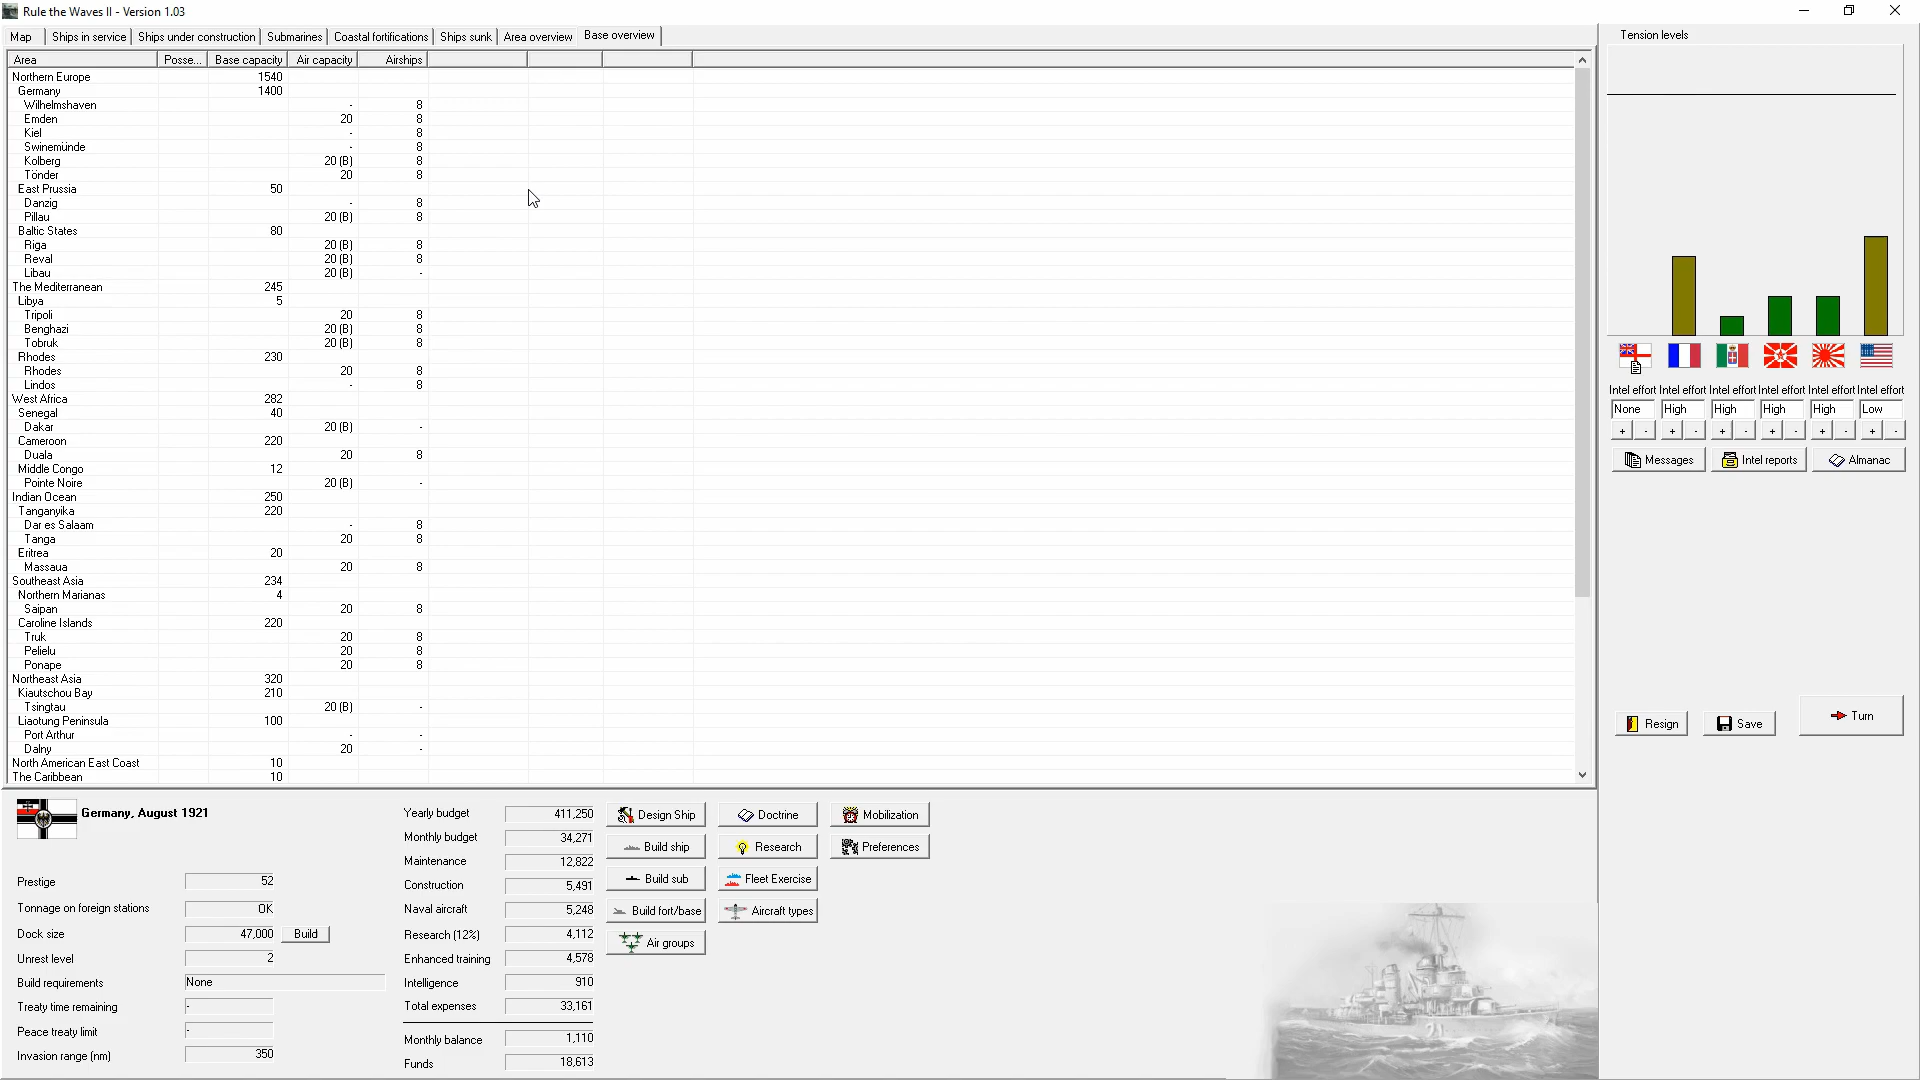 Rule the Waves II - Version 1.03
Map Ships in service Ships under construction Submarines Coastal fortifications Ships sunk Area overview Base overview
Area Posse... Base capacity Air capacity Airships
Northern Europe 1540
Germany 1400
Wilhelmshaven - 8
Emden 20 8
Kiel - 8
Swinemünde - 8
Kolberg 20 (B) 8
Tönder 20 8
East Prussia 50
Danzig - 8
Pillau 20 (B) 8
Baltic States 80
Riga 20 (B) 8
Reval 20 (B) 8
Libau 20 (B) -
The Mediterranean 245
Libya 5
Tripoli 20 8
Benghazi 20 (B) 8
Tobruk 20 (B) 8
Rhodes 230
Rhodes 20 8
Lindos - 8
West Africa 282
Senegal 40
Dakar 20 (B) -
Cameroon 220
Duala 20 8
Middle Congo 12
Pointe Noire 20 (B) -
Indian Ocean 250
Tanganyika 220
Dar es Salaam - 8
Tanga 20 8
Eritrea 20
Massaua 20 8
Southeast Asia 234
Northern Marianas 4
Saipan 20 8
Caroline Islands 220
Truk 20 8
Pelielu 20 8
Ponape 20 8
Northeast Asia 320
Kiautschou Bay 210
Tsingtau 20 (B) -
Liaotung Peninsula 100
Port Arthur - -
Dalny 20 -
North American East Coast 10
The Caribbean 10
Tension levels
Intel effort Intel effort Intel effort Intel effort Intel effort Intel effort
None High High High High Low
+ - + - + - + - + - + -
Messages Intel reports Almanac
Resign Save Turn
Germany, August 1921
Prestige 52
Tonnage on foreign stations OK
Dock size 47,000 Build
Unrest level 2
Build requirements None
Treaty time remaining -
Peace treaty limit -
Invasion range (nm) 350
Yearly budget 411,250
Monthly budget 34,271
Maintenance 12,822
Construction 5,491
Naval aircraft 5,248
Research (12%) 4,112
Enhanced training 4,578
Intelligence 910
Total expenses 33,161
Monthly balance 1,110
Funds 18,613
Design Ship Doctrine Mobilization
Build ship Research Preferences
Build sub Fleet Exercise
Build fort/base Aircraft types
Air groups